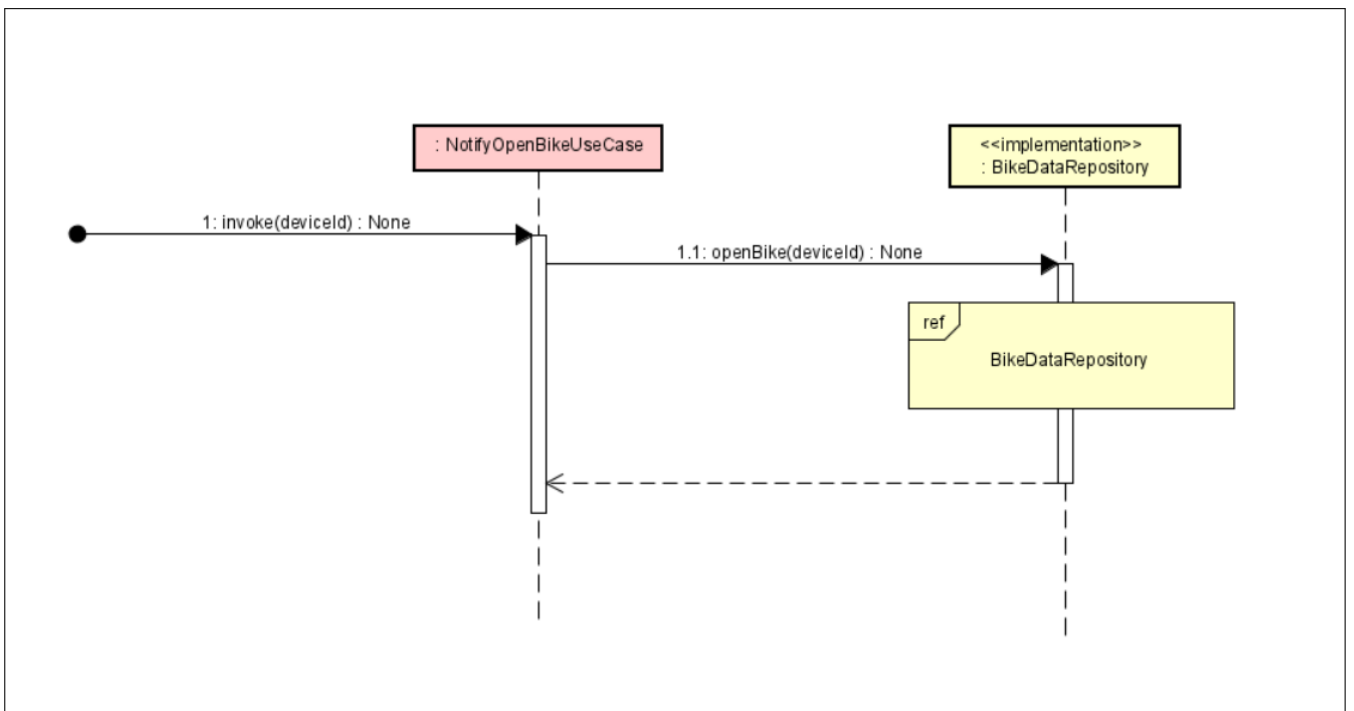 : NotifyOpenBikeUseCase
<<implementation>>
: BikeDataRepository
1: invoke(deviceId) : None
1.1: openBike(deviceId) : None
ref
BikeDataRepository